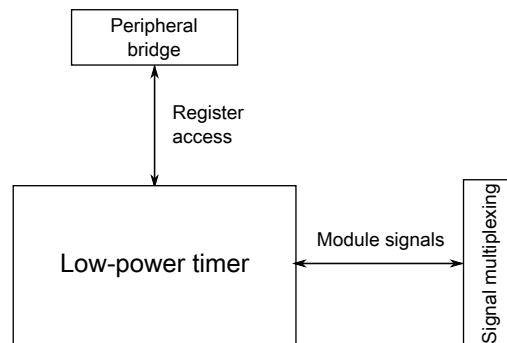 Peripheral
bridge
Register
access
Low-power timer
Module signals
Signal multiplexing